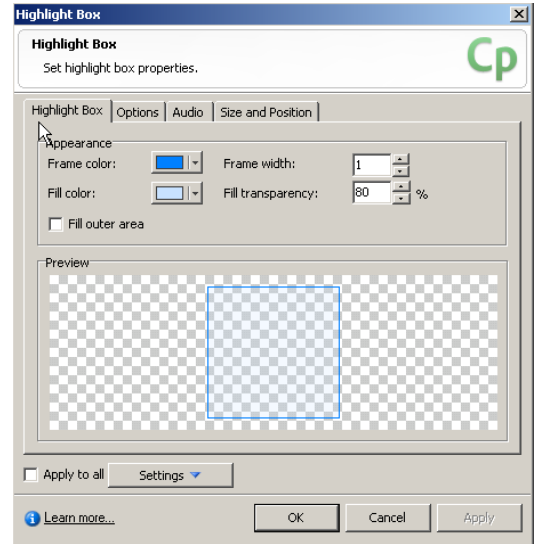 Highlight Box
Highlight Box
Set highlight box properties.
Cp
Highlight Box Options Audio Size and Position
Appearance
Frame color: Frame width: 1
Fill color: Fill transparency: 80 %
Fill outer area
Preview
Apply to all Settings
Learn more... OK Cancel Apply